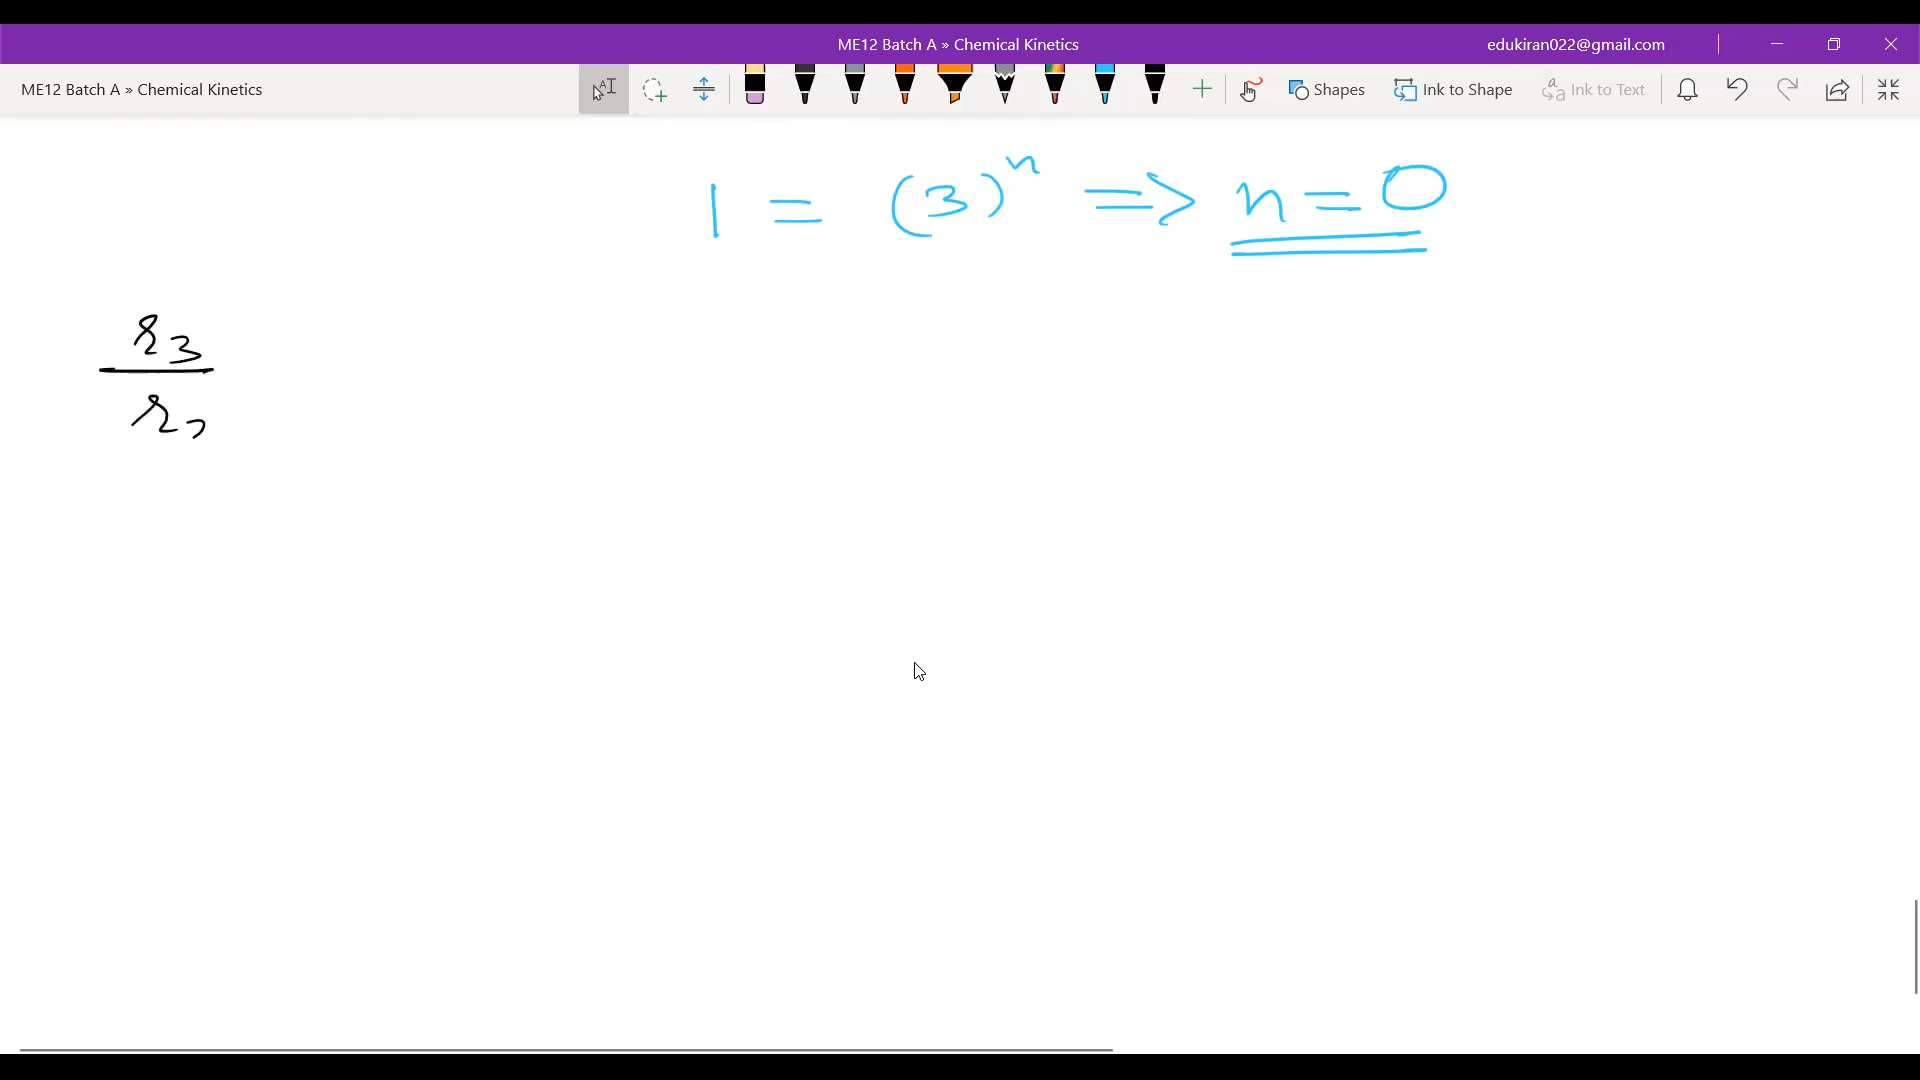 ME12 Batch A » Chemical Kinetics
edukiran022@gmail.com
ME12 Batch A » Chemical Kinetics
Shapes
Ink to Shape
Ink to Text
1 = (3)^n => n = 0
r3
r2